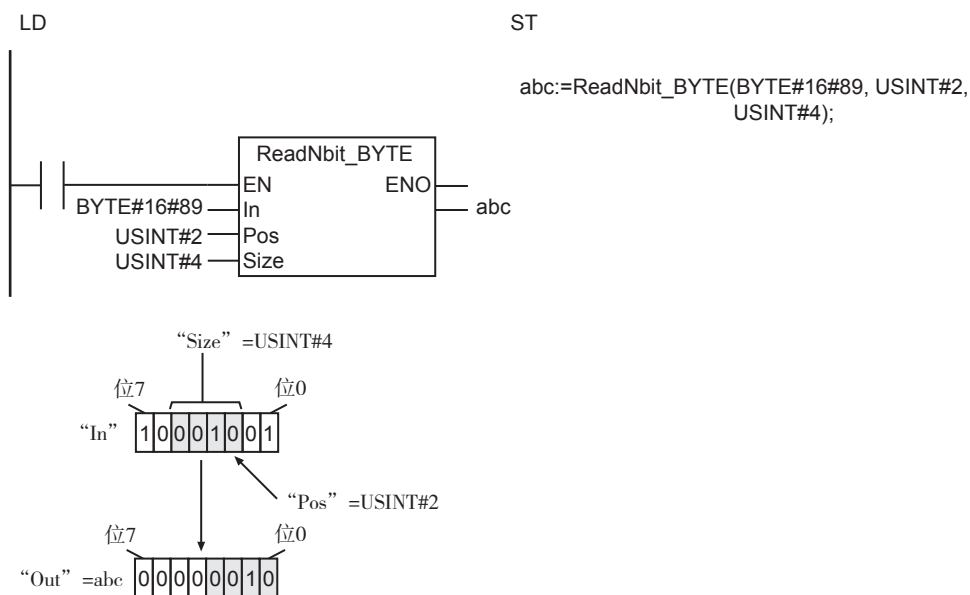 LD
ST
abc:=ReadNbit_BYTE(BYTE#16#89, USINT#2,
USINT#4);
ReadNbit_BYTE
EN ENO
BYTE#16#89 In abc
USINT#2 Pos
USINT#4 Size
“Size” =USINT#4
位7 位0
“In” 1 0 0 0 1 0 0 1
“Pos” =USINT#2
位7 位0
“Out” =abc 0 0 0 0 0 0 1 0